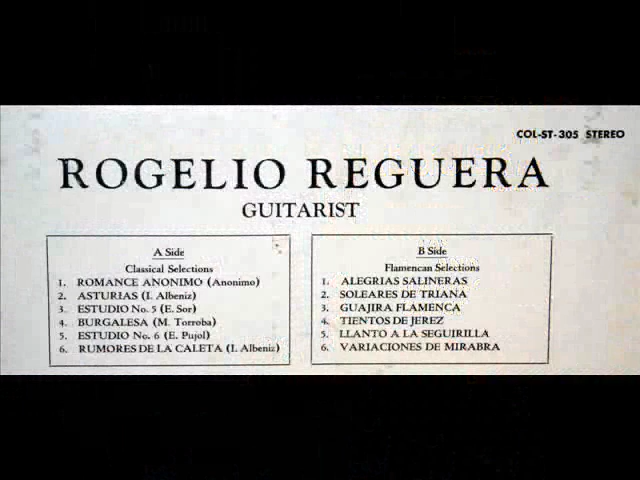 COL-ST-305 STEREO
ROGELIO REGUERA
GUITARIST
A Side
Classical Selections
1. ROMANCE ANONIMO (Anonimo)
2. ASTURIAS (I. Albeniz)
3. ESTUDIO No. 5 (E. Sor)
4. BURGALESA (M. Torroba)
5. ESTUDIO No. 6 (E. Pujol)
6. RUMORES DE LA CALETA (I. Albeniz)
B Side
Flamencan Selections
1. ALEGRIAS SALINERAS
2. SOLEARES DE TRIANA
3. GUAJIRA FLAMENCA
4. TIENTOS DE JEREZ
5. LLANTO A LA SEGUIRILLA
6. VARIACIONES DE MIRABRA